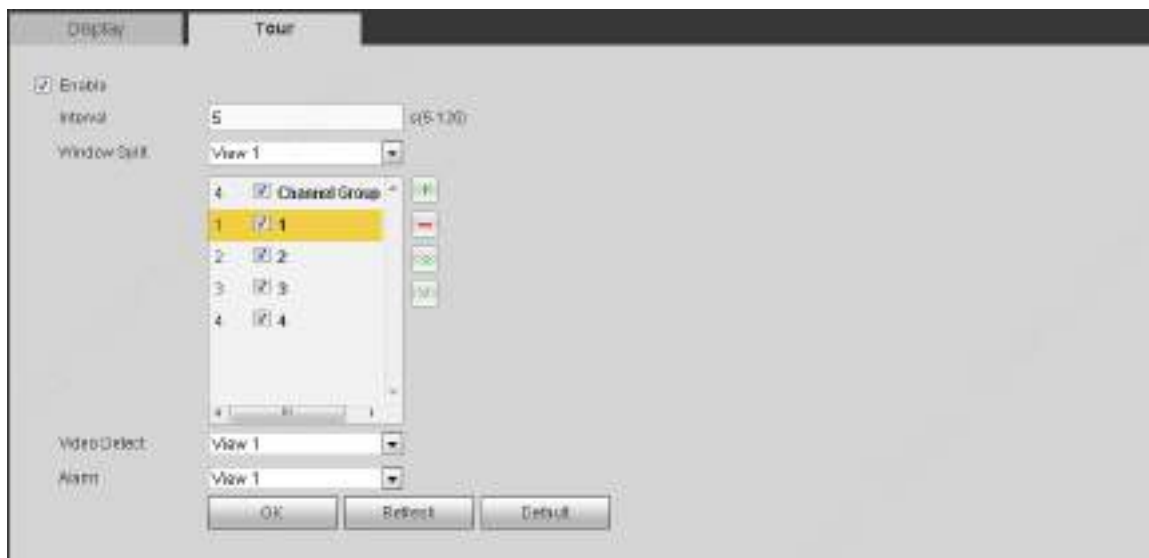 Display Tour
Enable
Interval 5 s(5-120)
Window Split View 1
4 Channel Group
1 1
2 2
3 3
4 4
Video Detect View 1
Alarm View 1
OK Refresh Default